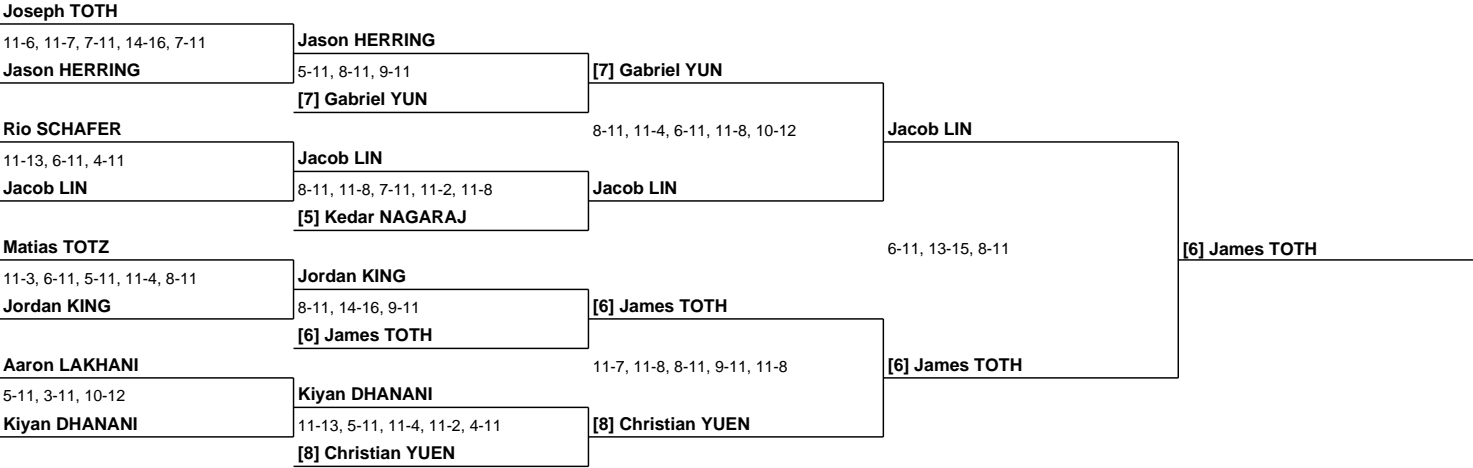 Joseph TOTH
11-6, 11-7, 7-11, 14-16, 7-11
Jason HERRING
Jason HERRING
5-11, 8-11, 9-11
[7] Gabriel YUN
[7] Gabriel YUN
Rio SCHAFER
11-13, 6-11, 4-11
Jacob LIN
Jacob LIN
8-11, 11-8, 7-11, 11-2, 11-8
[5] Kedar NAGARAJ
8-11, 11-4, 6-11, 11-8, 10-12
Jacob LIN
Jacob LIN
Matias TOTZ
11-3, 6-11, 5-11, 11-4, 8-11
Jordan KING
Jordan KING
8-11, 14-16, 9-11
[6] James TOTH
[6] James TOTH
Aaron LAKHANI
5-11, 3-11, 10-12
Kiyan DHANANI
Kiyan DHANANI
11-13, 5-11, 11-4, 11-2, 4-11
[8] Christian YUEN
11-7, 11-8, 8-11, 9-11, 11-8
[8] Christian YUEN
[6] James TOTH
6-11, 13-15, 8-11
[6] James TOTH